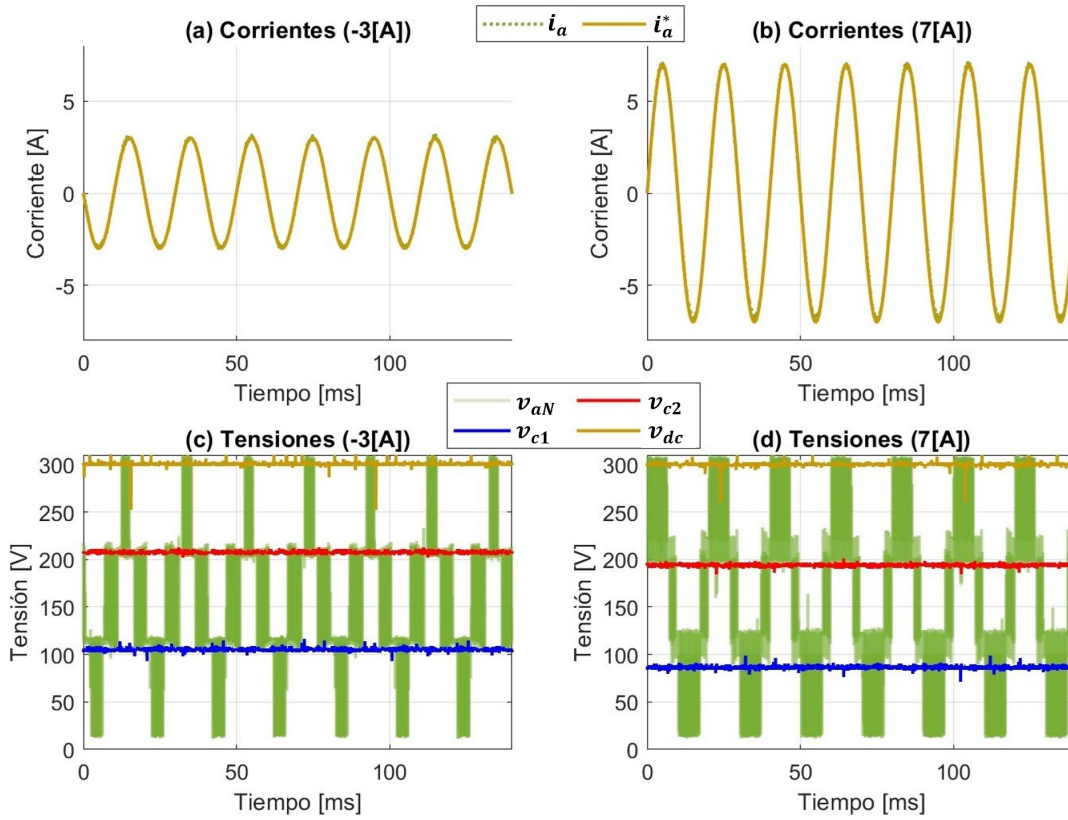 (a) Corrientes (-3[A])
i_a
i_a^*
(b) Corrientes (7[A])
Corriente [A]
5
0
-5
0
50
100
Tiempo [ms]
Corriente [A]
5
0
-5
0
50
100
Tiempo [ms]
v_aN
v_c2
v_c1
v_dc
(c) Tensiones (-3[A])
Tensión [V]
300
250
200
150
100
50
0
0
50
100
Tiempo [ms]
(d) Tensiones (7[A])
Tensión [V]
300
250
200
150
100
50
0
0
50
100
Tiempo [ms]